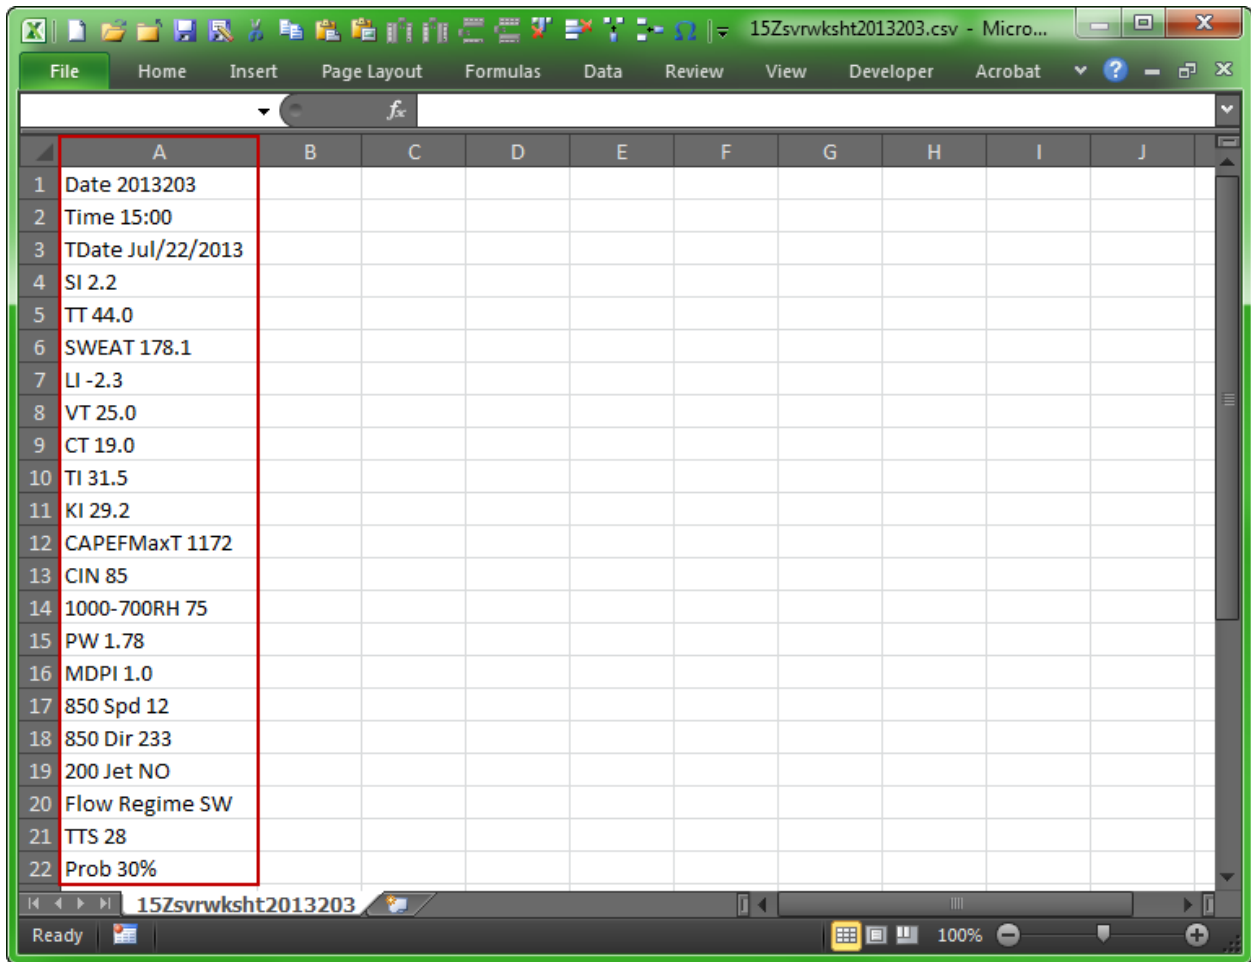 15Zsvrwksht2013203.csv - Micro...
File Home Insert Page Layout Formulas Data Review View Developer Acrobat
fx
A B C D E F G H I J
1 Date 2013203
2 Time 15:00
3 TDate Jul/22/2013
4 SI 2.2
5 TT 44.0
6 SWEAT 178.1
7 LI -2.3
8 VT 25.0
9 CT 19.0
10 TI 31.5
11 KI 29.2
12 CAPEFMaxT 1172
13 CIN 85
14 1000-700RH 75
15 PW 1.78
16 MDPI 1.0
17 850 Spd 12
18 850 Dir 233
19 200 Jet NO
20 Flow Regime SW
21 TTS 28
22 Prob 30%
15Zsvrwksht2013203
Ready 100%